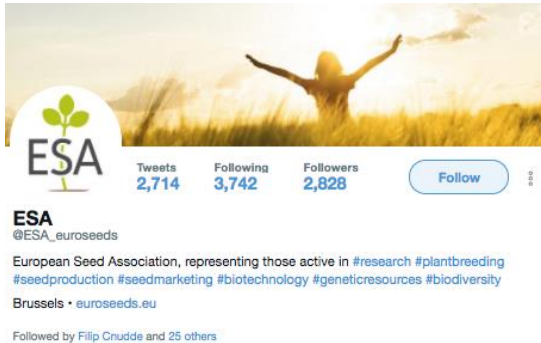 ESA
Tweets Following Followers
2,714 3,742 2,828
Follow
ESA
@ESA_euroseeds
European Seed Association, representing those active in #research #plantbreeding
#seedproduction #seedmarketing #biotechnology #geneticresources #biodiversity
Brussels • euroseeds.eu
Followed by Filip Cnudde and 25 others